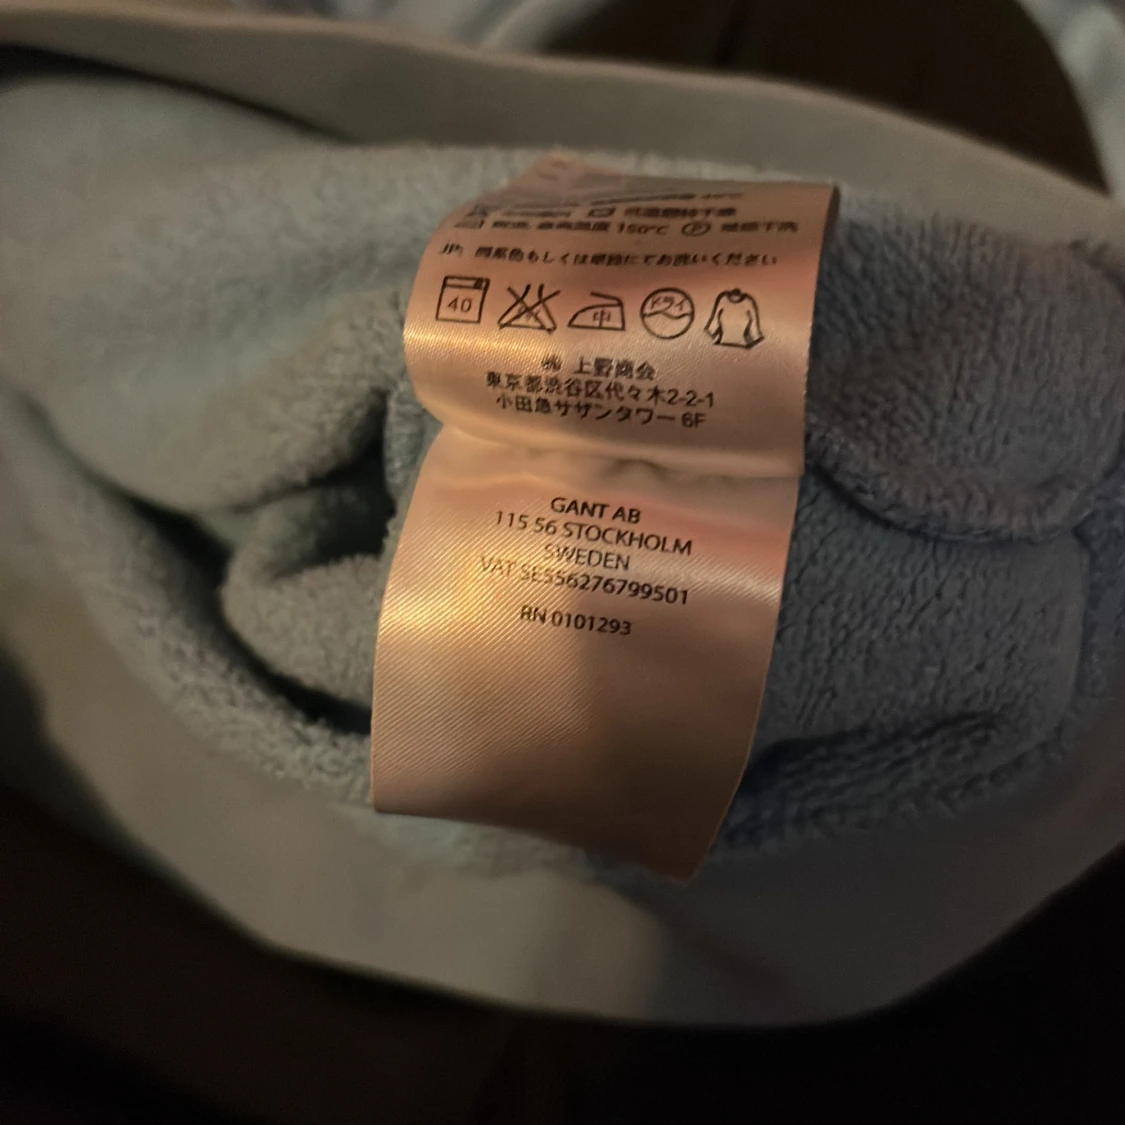 150°C Ⓟ
JP: 同系色もしくは単独にてお洗いください
40 中 ドライ
㈱ 上野商会
東京都渋谷区代々木2-2-1
小田急サザンタワー 6F
GANT AB
115 56 STOCKHOLM
SWEDEN
VAT SE556276799501
RN 0101293